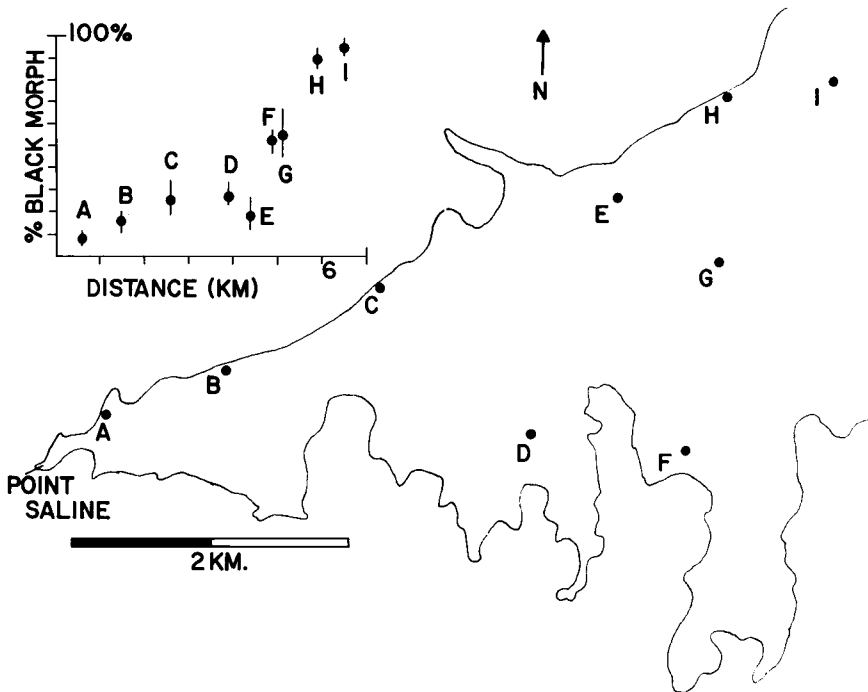 100%
% BLACK MORPH
A
B
C
D
E
F
G
H
I
6
DISTANCE (KM)
N
H
I
E
G
C
B
A
D
F
POINT
SALINE
2 KM.